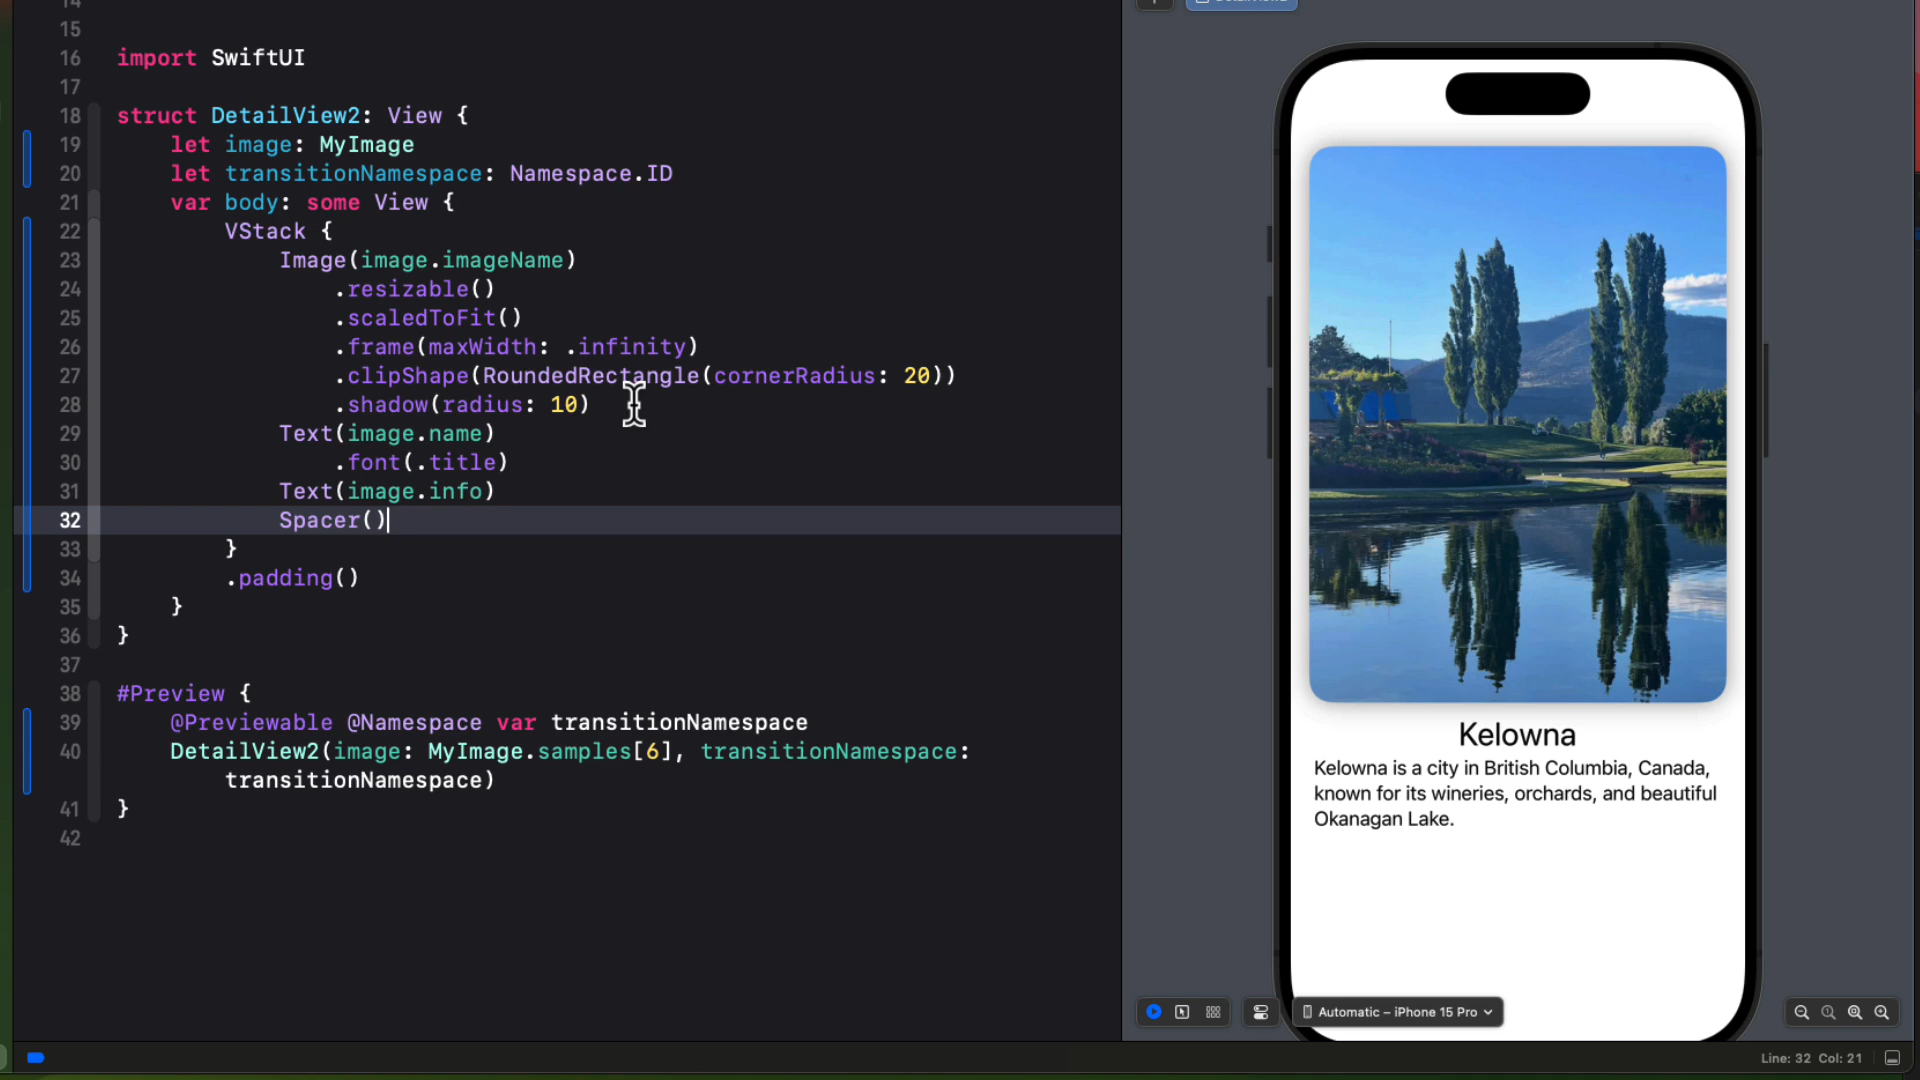 14
15
16 import SwiftUI
17
18 struct DetailView2: View {
19 let image: MyImage
20 let transitionNamespace: Namespace.ID
21 var body: some View {
22 VStack {
23 Image(image.imageName)
24 .resizable()
25 .scaledToFit()
26 .frame(maxWidth: .infinity)
27 .clipShape(RoundedRectangle(cornerRadius: 20))
28 .shadow(radius: 10)
29 Text(image.name)
30 .font(.title)
31 Text(image.info)
32 Spacer()
33 }
34 .padding()
35 }
36 }
37
38 #Preview {
39 @Previewable @Namespace var transitionNamespace
40 DetailView2(image: MyImage.samples[6], transitionNamespace:
transitionNamespace)
41 }
42
Kelowna
Kelowna is a city in British Columbia, Canada,
known for its wineries, orchards, and beautiful
Okanagan Lake.
Automatic – iPhone 15 Pro
Line: 32 Col: 21